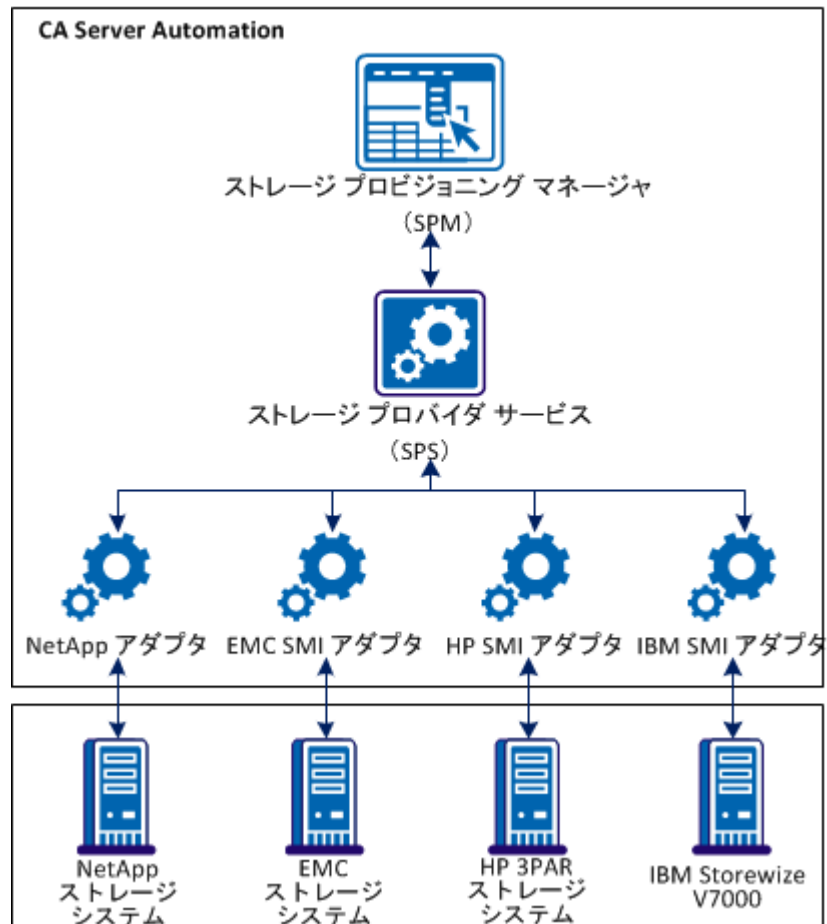 CA Server Automation
ストレージ プロビジョニング マネージャ
（SPM）
ストレージ プロバイダ サービス
（SPS）
NetApp アダプタ
EMC SMI アダプタ
HP SMI アダプタ
IBM SMI アダプタ
NetApp
ストレージ
システム
EMC
ストレージ
システム
HP 3PAR
ストレージ
システム
IBM Storewize
V7000